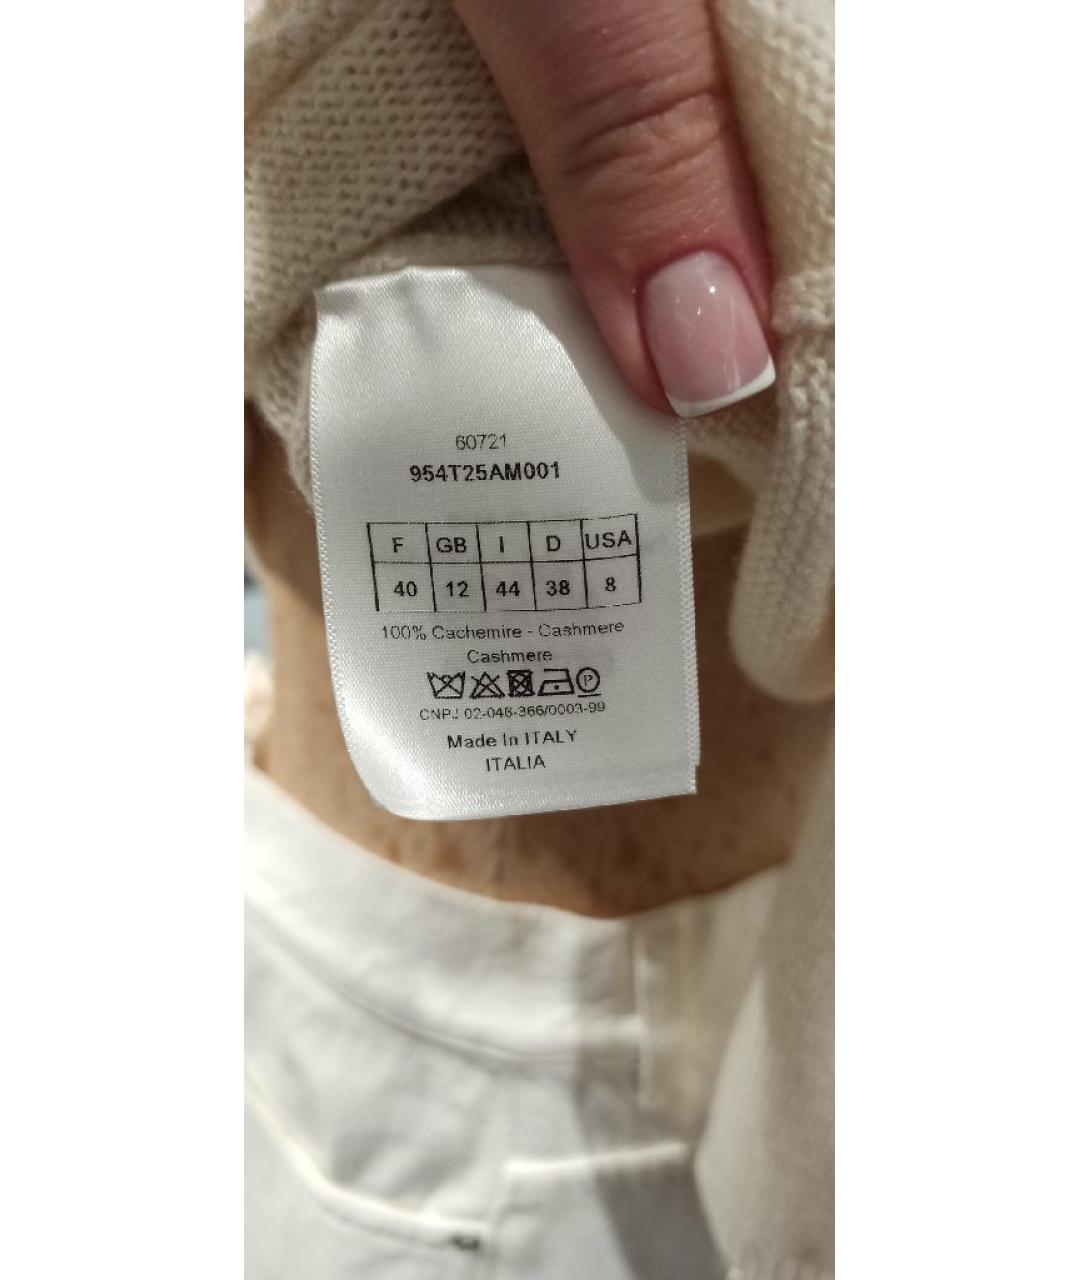 60721
954T25AM001
F GB I D USA
40 12 44 38 8
100% Cachemire - Cashmere
Cashmere
P
CNPJ 02-046-366/0003-99
Made In ITALY
ITALIA